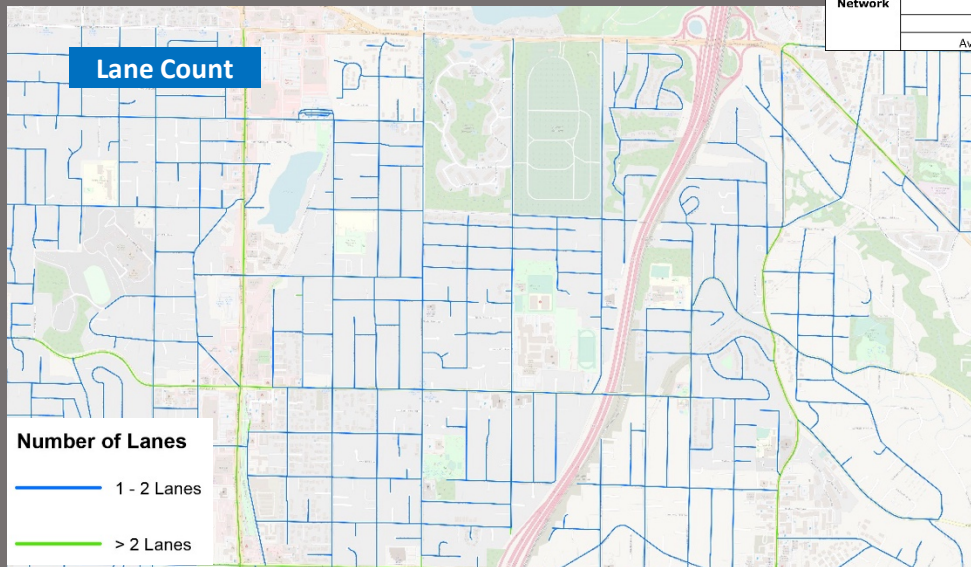 Network
Av
Lane Count
Number of Lanes
1 - 2 Lanes
> 2 Lanes